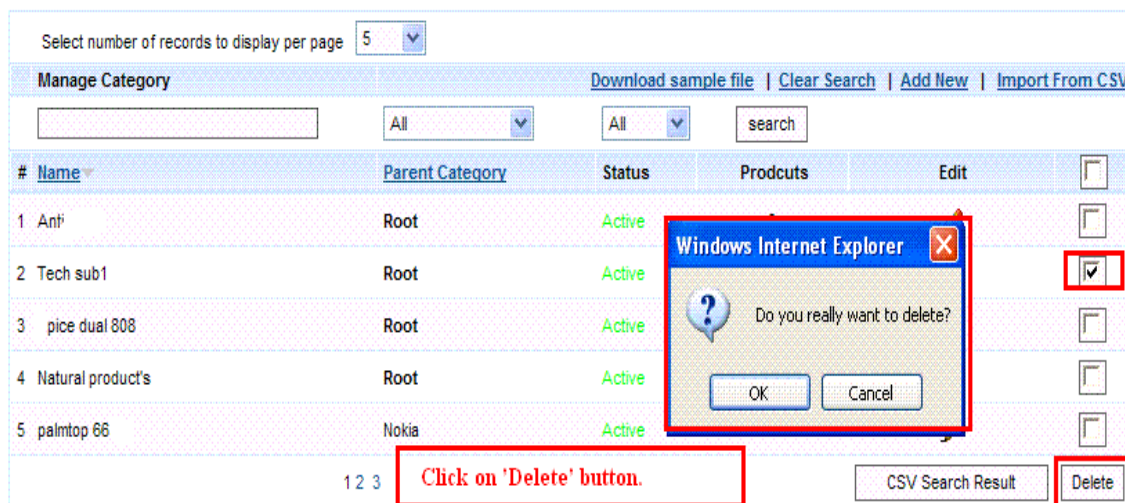 Select number of records to display per page 5
Manage Category Download sample file | Clear Search | Add New | Import From CSV
All All search
# Name Parent Category Status Prodcuts Edit
1 Anti Root Active
2 Tech sub1 Root Active
3 pice dual 808 Root Active
4 Natural product's Root Active
5 palmtop 66 Nokia Active
Windows Internet Explorer
Do you really want to delete?
OK Cancel
1 2 3 Click on 'Delete' button. CSV Search Result Delete